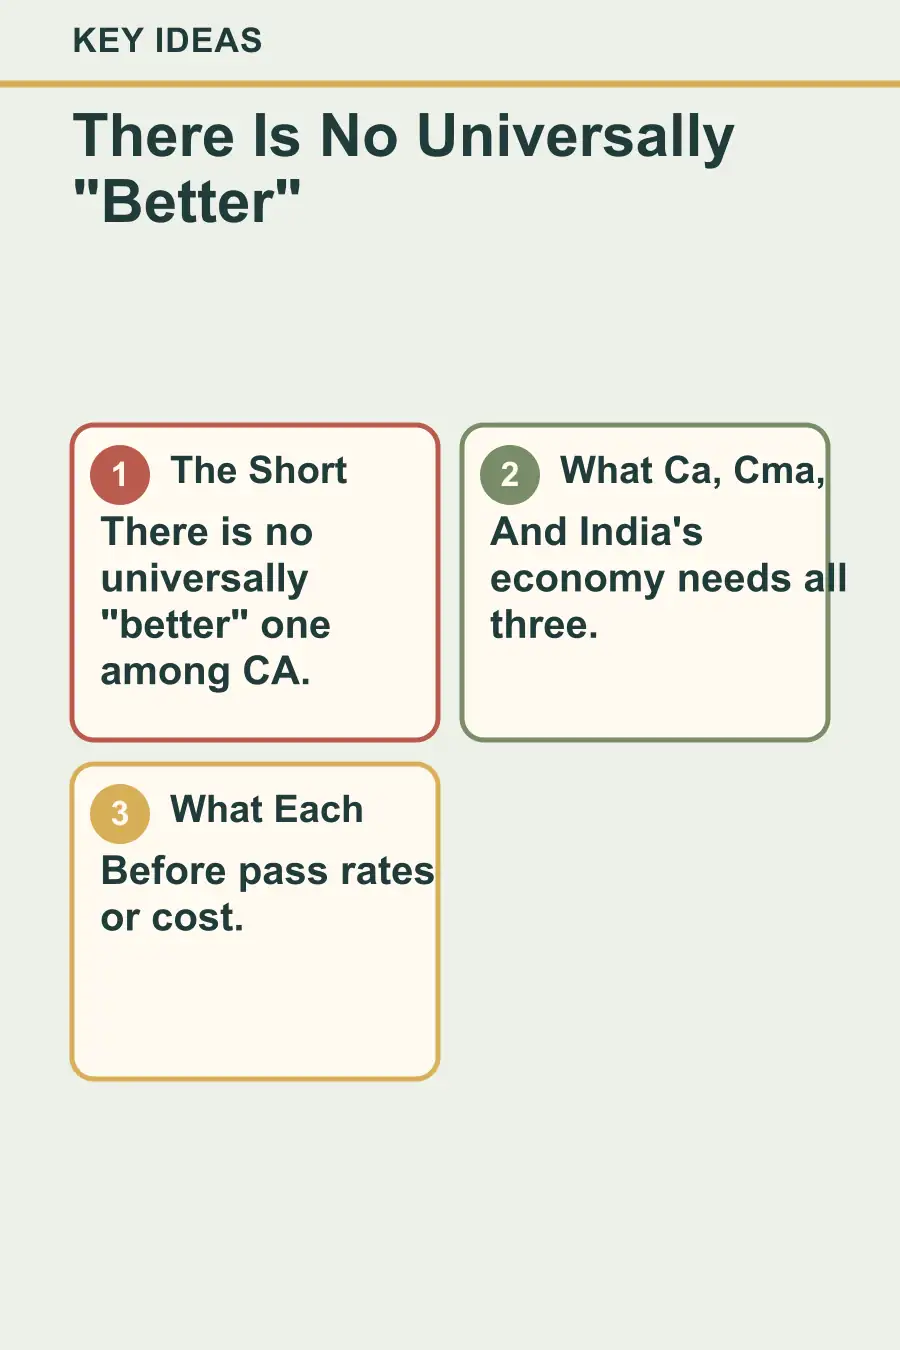 KEY IDEAS
There Is No Universally
"Better"
1 The Short
There is no
universally
"better" one
among CA.
2 What Ca, Cma,
And India's
economy needs all
three.
3 What Each
Before pass rates
or cost.